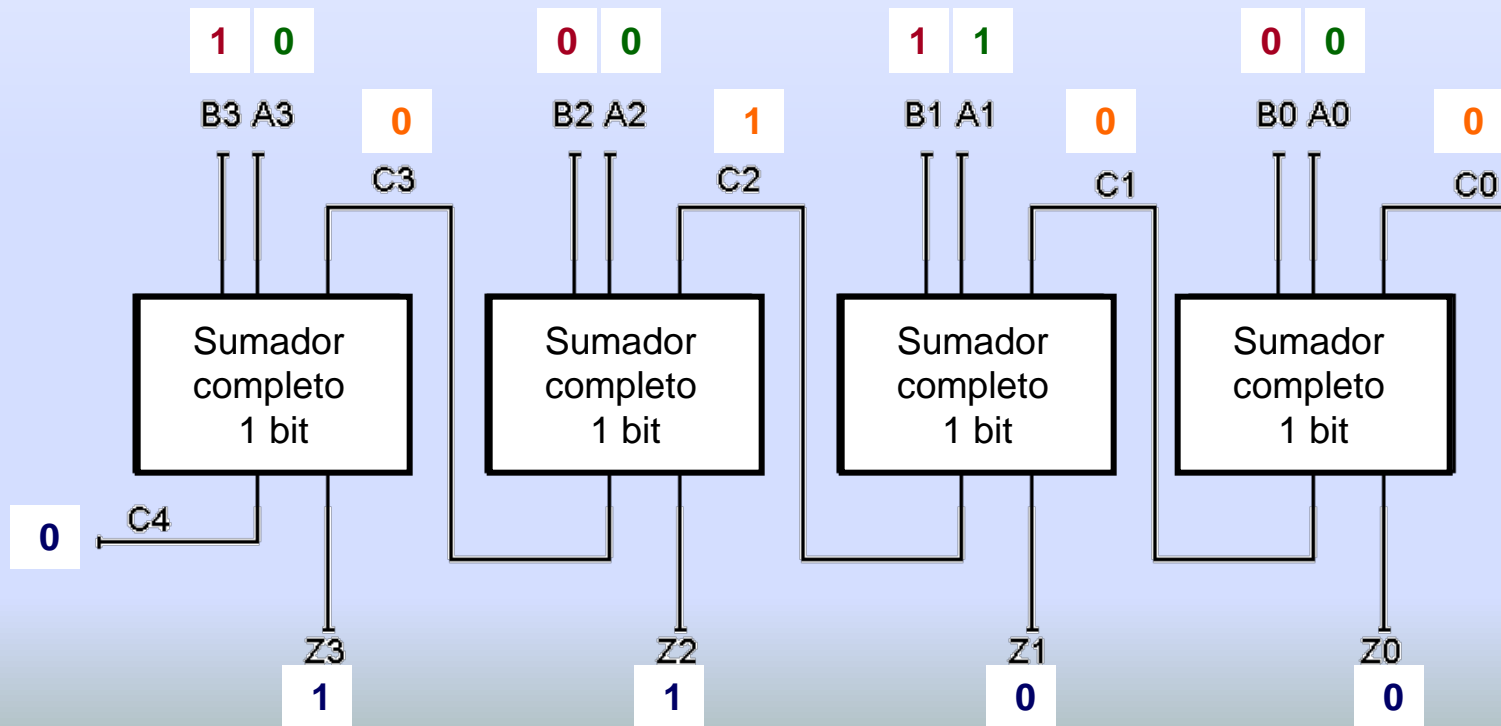 1 0 0 0 1 1 0 0
B3 A3 0 B2 A2 1 B1 A1 0 B0 A0 0
C3 C2 C1 C0
Sumador Sumador Sumador Sumador
completo completo completo completo
1 bit 1 bit 1 bit 1 bit
0 C4
Z3 Z2 Z1 Z0
1 1 0 0